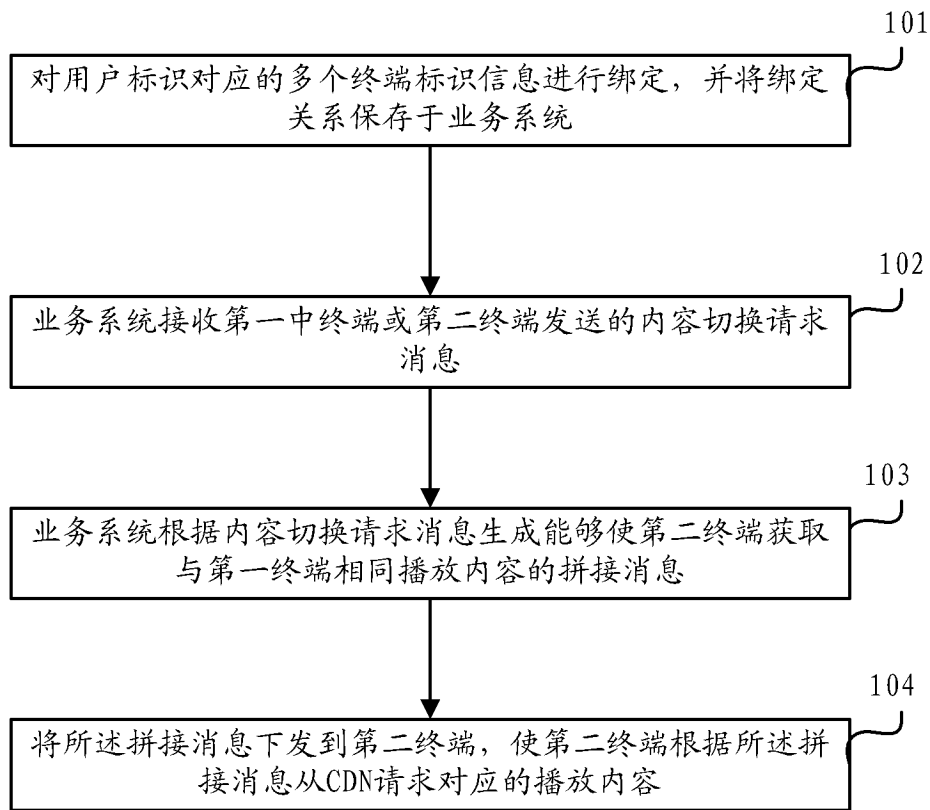 101
对用户标识对应的多个终端标识信息进行绑定，并将绑定
关系保存于业务系统
102
业务系统接收第一中终端或第二终端发送的内容切换请求
消息
103
业务系统根据内容切换请求消息生成能够使第二终端获取
与第一终端相同播放内容的拼接消息
104
将所述拼接消息下发到第二终端，使第二终端根据所述拼
接消息从CDN请求对应的播放内容